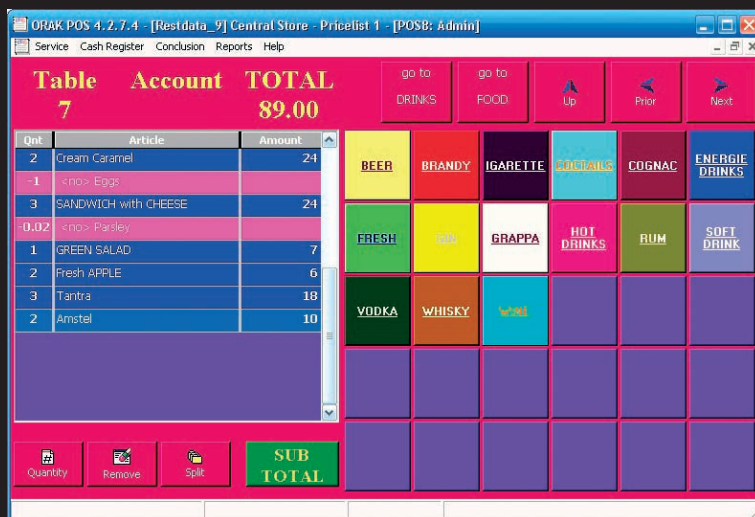 ORAK POS 4.2.7.4 - [Restdata_9] Central Store - Pricelist 1 - [POS8: Admin]
Service Cash Register Conclusion Reports Help
Table Account TOTAL
7 89.00
go to DRINKS
go to FOOD
Up
Prior
Next
Qnt Article Amount
2 Cream Caramel 24
-1 <no> Eggs
3 SANDWICH with CHEESE 24
-0.02 <no> Parsley
1 GREEN SALAD 7
2 Fresh APPLE 6
3 Tantra 18
2 Amstel 10
BEER BRANDY IGARETTE COCTAILS COGNAC ENERGIE DRINKS
FRESH GIN GRAPPA HOT DRINKS RUM SOFT DRINK
VODKA WHISKY WINE
Quantity
Remove
Split
SUB TOTAL